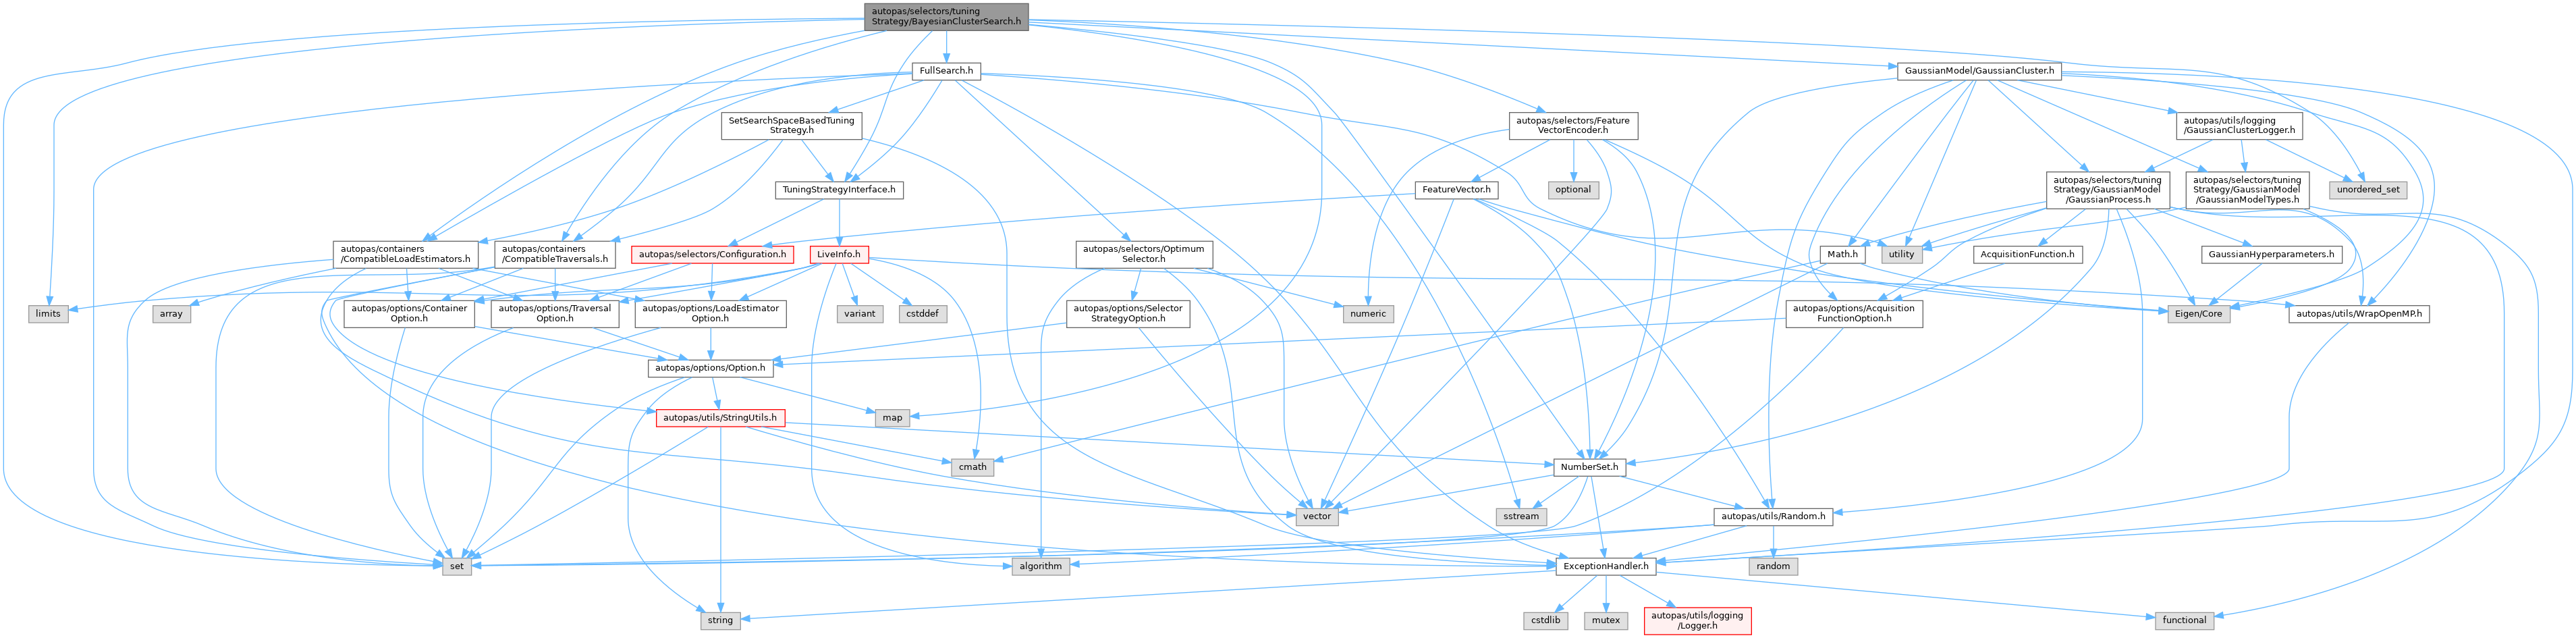 autopas/selectors/tuning
Strategy/BayesianClusterSearch.h
FullSearch.h
GaussianModel/GaussianCluster.h
SetSearchSpaceBasedTuning
Strategy.h
autopas/selectors/Feature
VectorEncoder.h
autopas/utils/logging
/GaussianClusterLogger.h
TuningStrategyInterface.h
FeatureVector.h
optional
autopas/selectors/tuning
Strategy/GaussianModel
/GaussianProcess.h
autopas/selectors/tuning
Strategy/GaussianModel
/GaussianModelTypes.h
unordered_set
autopas/containers
/CompatibleLoadEstimators.h
autopas/containers
/CompatibleTraversals.h
autopas/selectors/Configuration.h
LiveInfo.h
autopas/selectors/Optimum
Selector.h
Math.h
utility
AcquisitionFunction.h
GaussianHyperparameters.h
limits
array
autopas/options/Container
Option.h
autopas/options/Traversal
Option.h
autopas/options/LoadEstimator
Option.h
variant
cstddef
autopas/options/Selector
StrategyOption.h
numeric
autopas/options/Acquisition
FunctionOption.h
Eigen/Core
autopas/utils/WrapOpenMP.h
autopas/options/Option.h
autopas/utils/StringUtils.h
map
cmath
NumberSet.h
vector
sstream
autopas/utils/Random.h
set
algorithm
ExceptionHandler.h
random
string
cstdlib
mutex
autopas/utils/logging
/Logger.h
functional